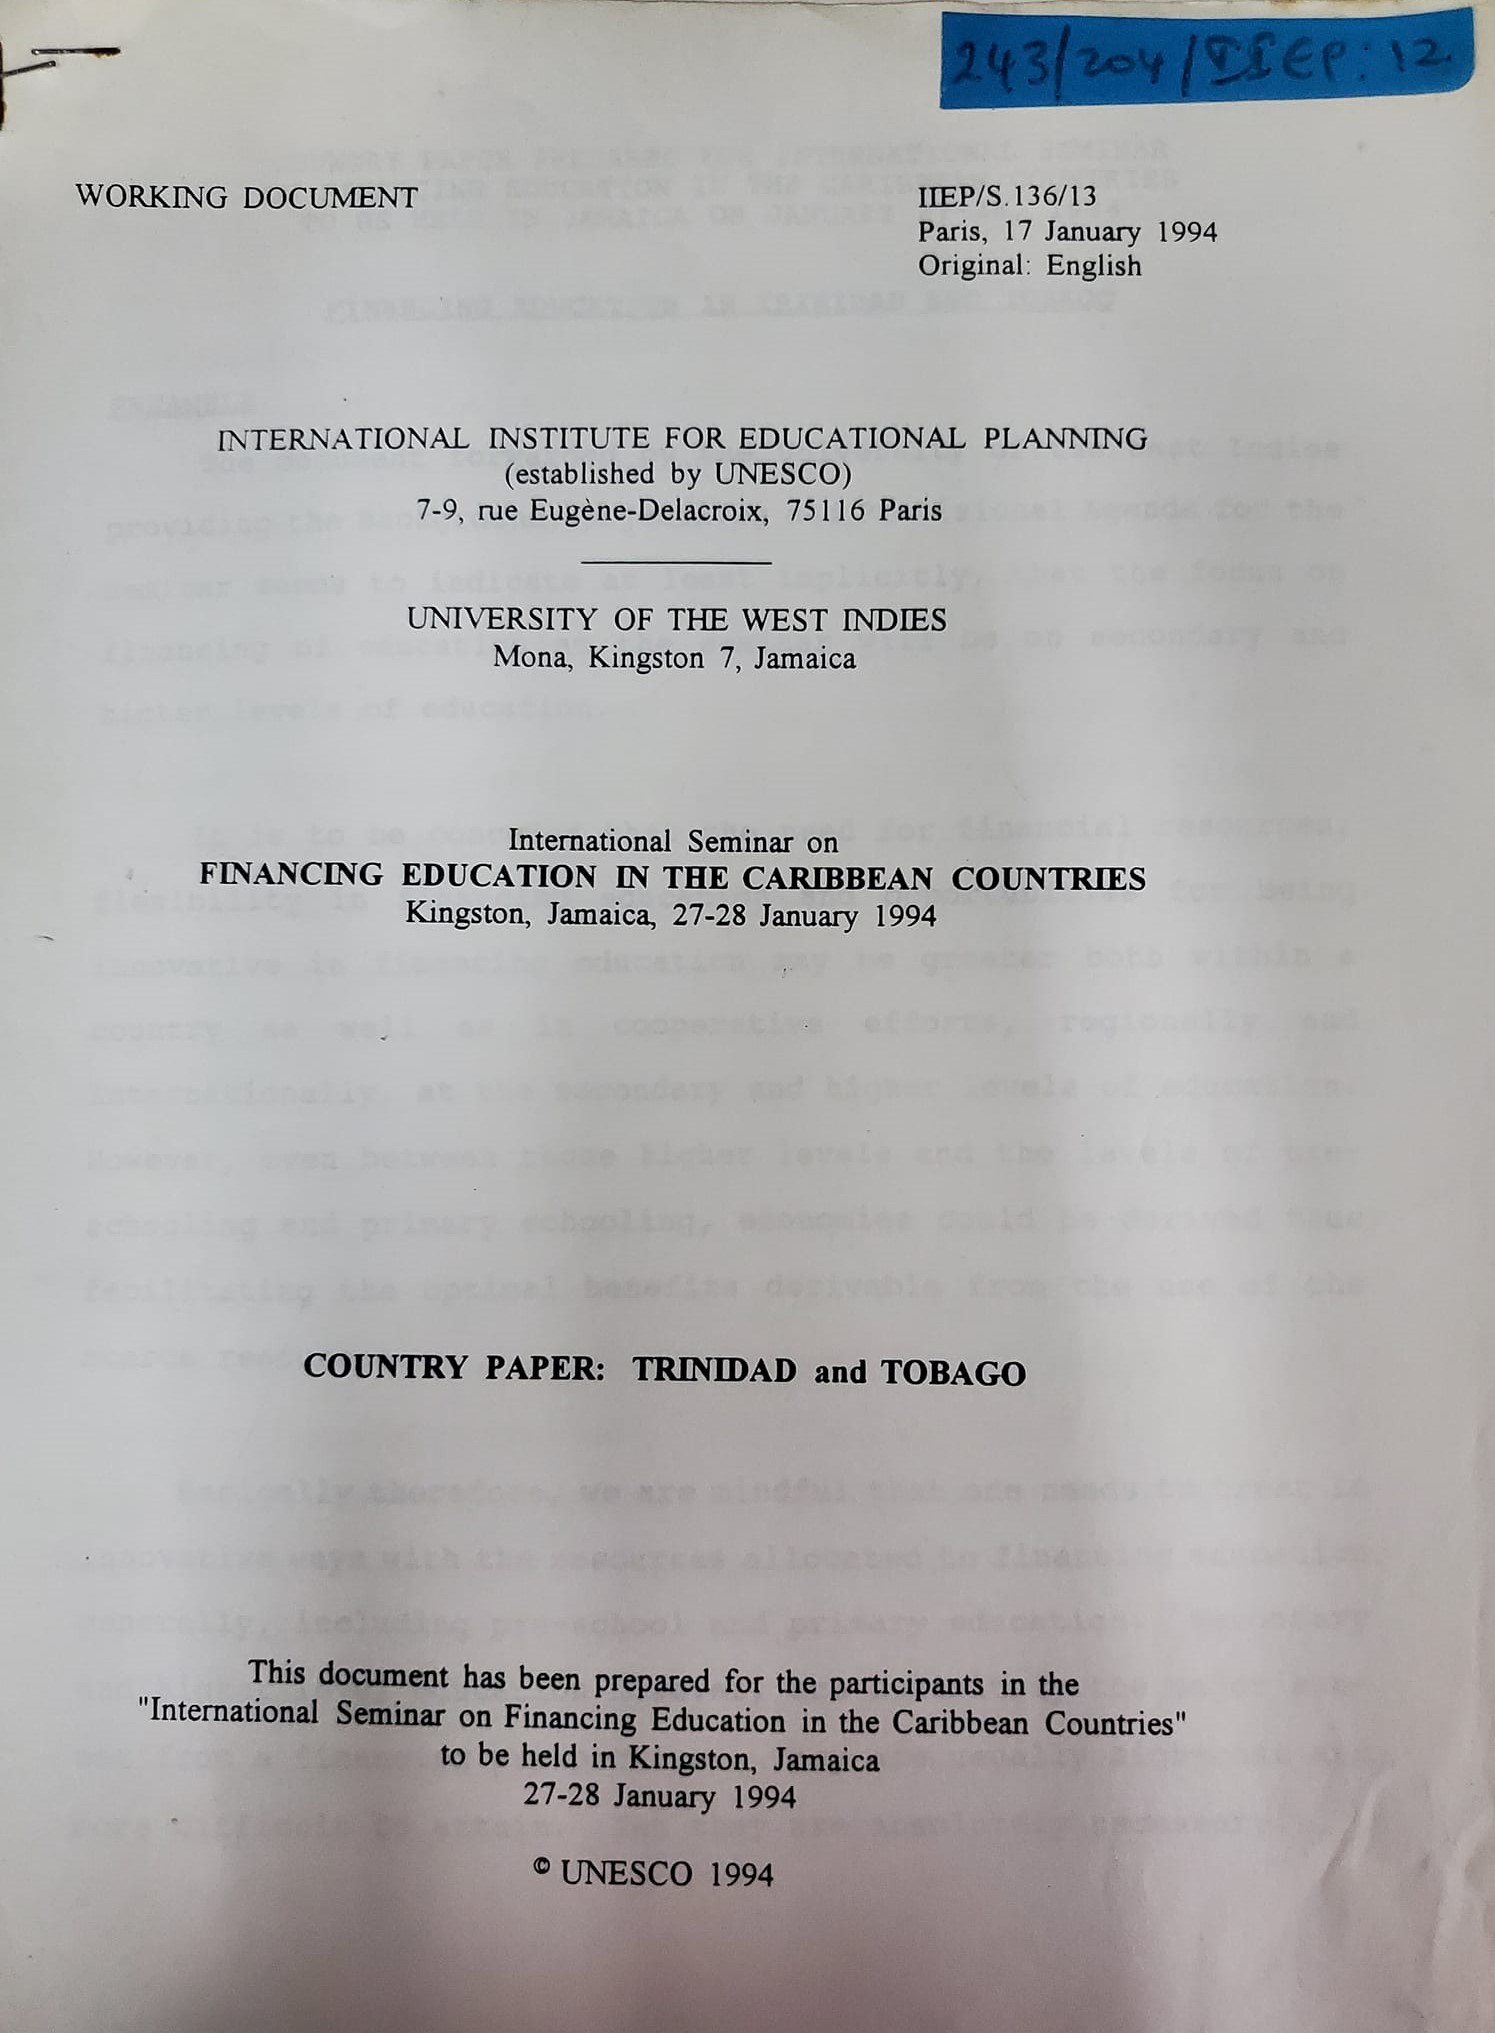 243/204/IIEP:12
WORKING DOCUMENT
IIEP/S.136/13
Paris, 17 January 1994
Original: English
INTERNATIONAL INSTITUTE FOR EDUCATIONAL PLANNING
(established by UNESCO)
7-9, rue Eugène-Delacroix, 75116 Paris
UNIVERSITY OF THE WEST INDIES
Mona, Kingston 7, Jamaica
International Seminar on
FINANCING EDUCATION IN THE CARIBBEAN COUNTRIES
Kingston, Jamaica, 27-28 January 1994
COUNTRY PAPER: TRINIDAD and TOBAGO
This document has been prepared for the participants in the
"International Seminar on Financing Education in the Caribbean Countries"
to be held in Kingston, Jamaica
27-28 January 1994
© UNESCO 1994